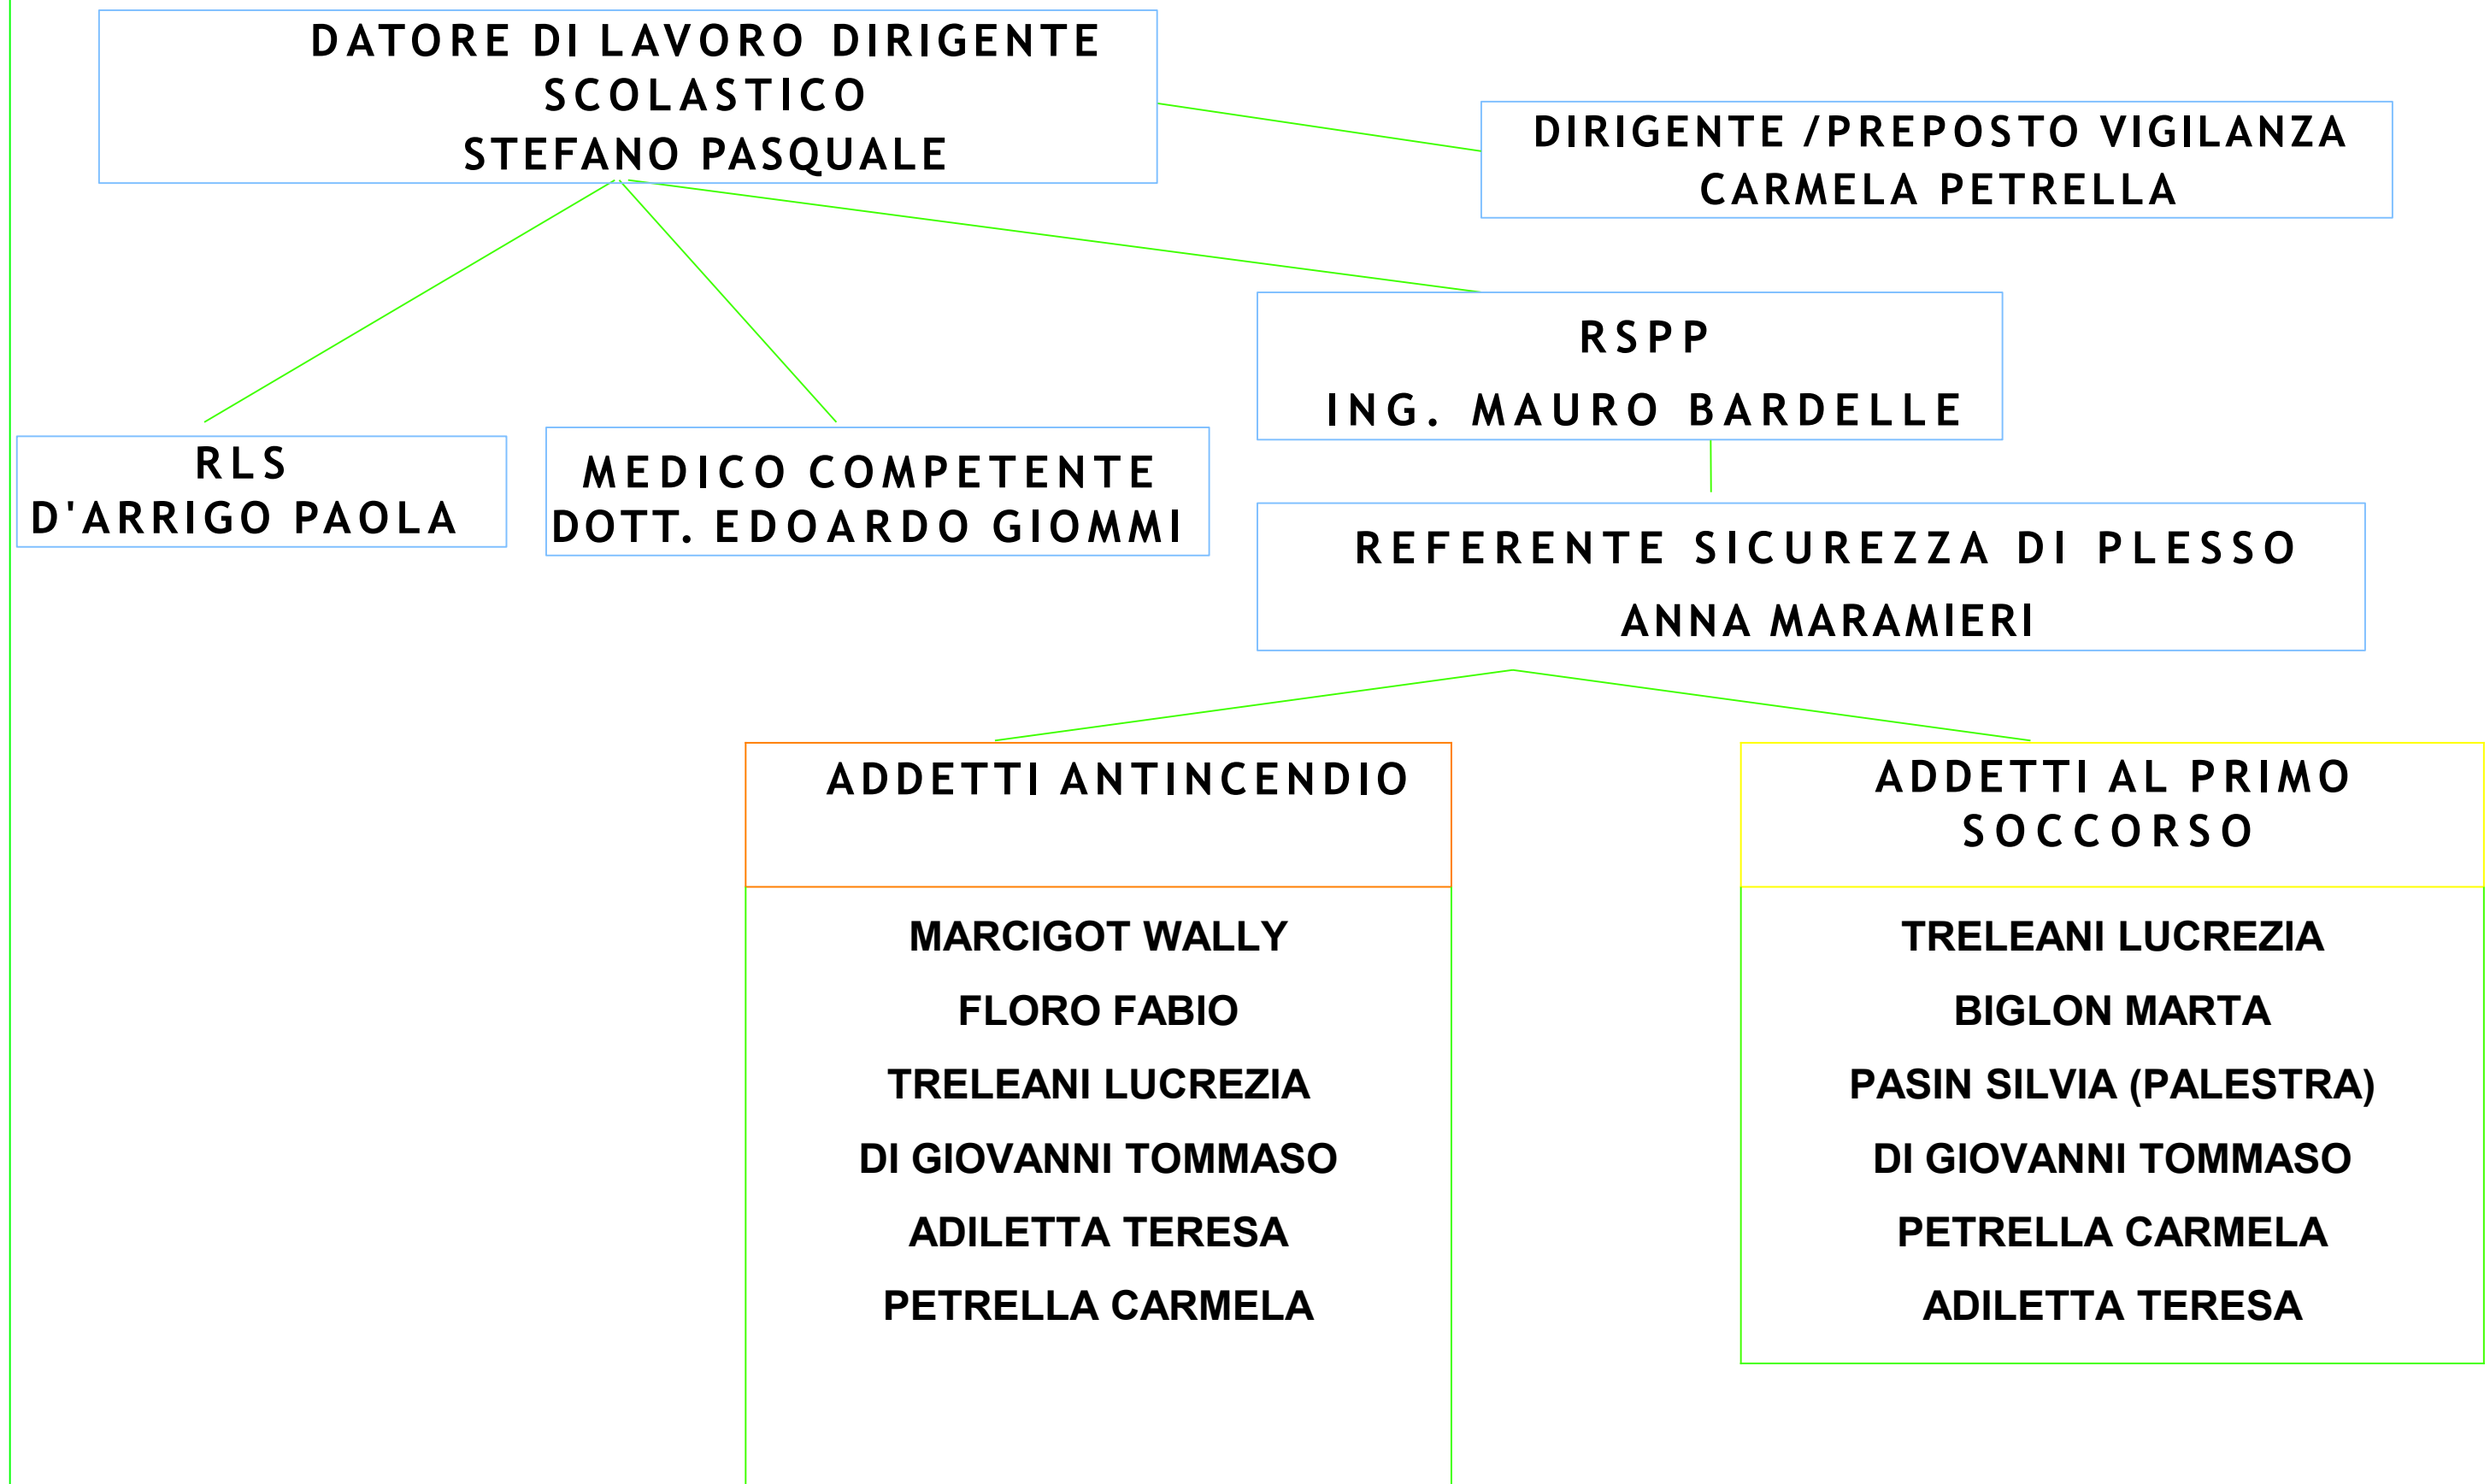 DATORE DI LAVORO DIRIGENTE
SCOLASTICO
STEFANO PASQUALE
DIRIGENTE /PREPOSTO VIGILANZA
CARMELA PETRELLA
RSPP
ING. MAURO BARDELLE
RLS
D'ARRIGO PAOLA
MEDICO COMPETENTE
DOTT. EDOARDO GIOMMI
REFERENTE SICUREZZA DI PLESSO
ANNA MARAMIERI
ADDETTI ANTINCENDIO
MARCIGOT WALLY
FLORO FABIO
TRELEANI LUCREZIA
DI GIOVANNI TOMMASO
ADILETTA TERESA
PETRELLA CARMELA
ADDETTI AL PRIMO
SOCCORSO
TRELEANI LUCREZIA
BIGLON MARTA
PASIN SILVIA (PALESTRA)
DI GIOVANNI TOMMASO
PETRELLA CARMELA
ADILETTA TERESA